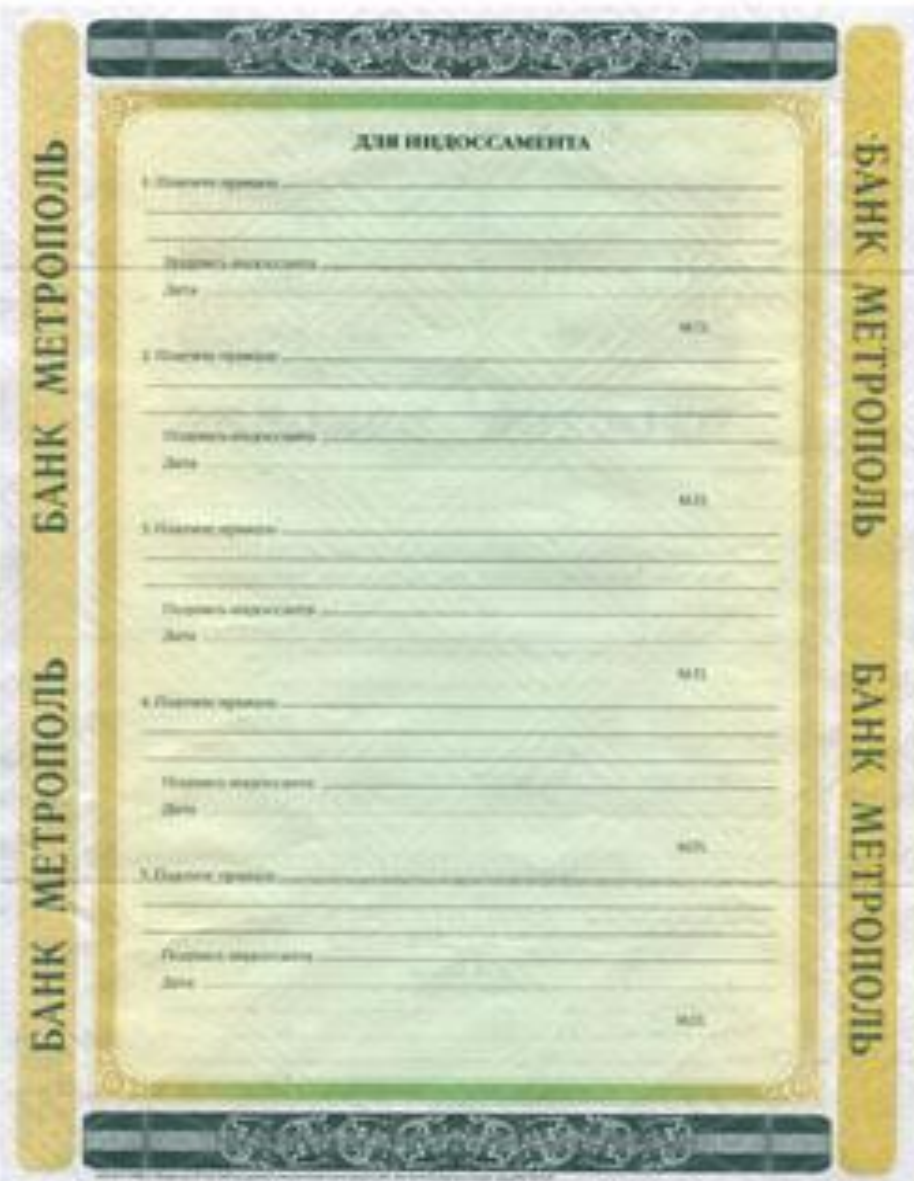 БАНК МЕТРОПОЛЬ
БАНК МЕТРОПОЛЬ
ДЛЯ ИНДОССАМЕНТА
1. Платите приказу
Подпись индоссанта
Дата
М.П.
2. Платите приказу
Подпись индоссанта
Дата
М.П.
3. Платите приказу
Подпись индоссанта
Дата
М.П.
4. Платите приказу
Подпись индоссанта
Дата
М.П.
5. Платите приказу
Подпись индоссанта
Дата
М.П.
БАНК МЕТРОПОЛЬ
БАНК МЕТРОПОЛЬ